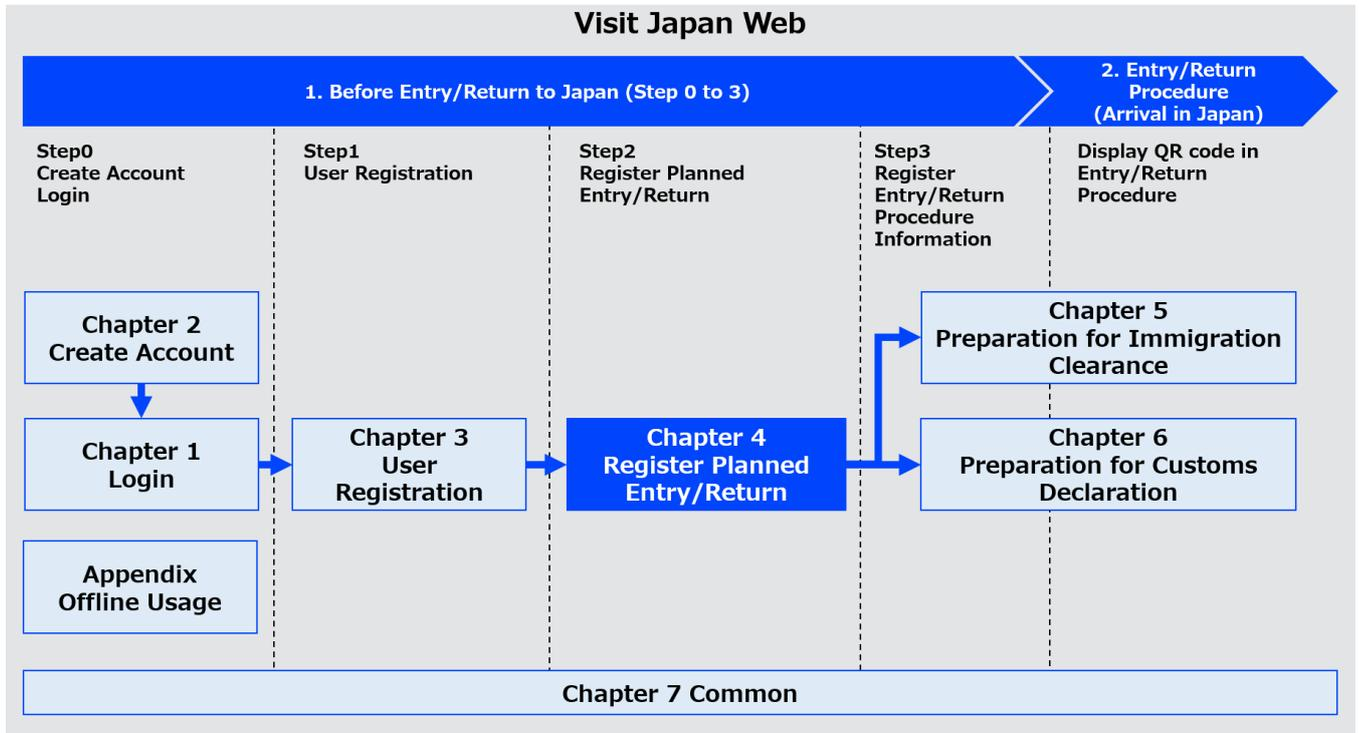 Visit Japan Web
1. Before Entry/Return to Japan (Step 0 to 3)
2. Entry/Return
Procedure
(Arrival in Japan)
Step0
Create Account
Login
Step1
User Registration
Step2
Register Planned
Entry/Return
Step3
Register
Entry/Return
Procedure
Information
Display QR code in
Entry/Return
Procedure
Chapter 2
Create Account
Chapter 5
Preparation for Immigration
Clearance
Chapter 1
Login
Chapter 3
User
Registration
Chapter 4
Register Planned
Entry/Return
Chapter 6
Preparation for Customs
Declaration
Appendix
Offline Usage
Chapter 7 Common